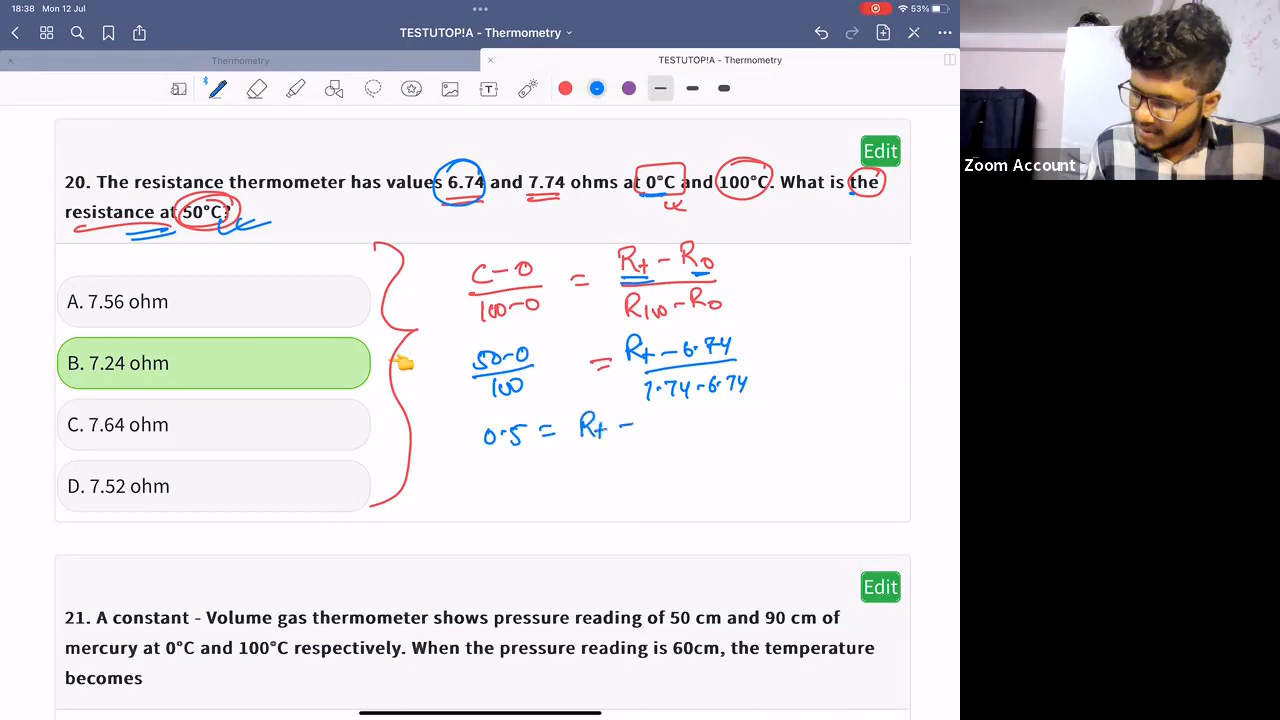 18:38 Mon 12 Jul
53%
TESTUTOP!A - Thermometry
Thermometry
TESTUTOP!A - Thermometry
Zoom Account
Edit
20. The resistance thermometer has values 6.74 and 7.74 ohms at 0°C and 100°C. What is the
resistance at 50°C?
A. 7.56 ohm
B. 7.24 ohm
C. 7.64 ohm
D. 7.52 ohm
C-0 / 100-0 = Rt - R0 / R100 - R0
50-0 / 100 = Rt - 6.74 / 7.74 - 6.74
0.5 = Rt -
Edit
21. A constant - Volume gas thermometer shows pressure reading of 50 cm and 90 cm of
mercury at 0°C and 100°C respectively. When the pressure reading is 60cm, the temperature
becomes